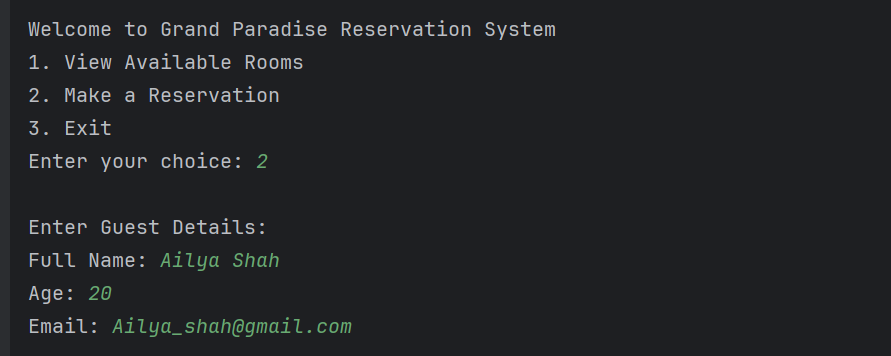 Welcome to Grand Paradise Reservation System
1. View Available Rooms
2. Make a Reservation
3. Exit
Enter your choice: 2
Enter Guest Details:
Full Name: Ailya Shah
Age: 20
Email: Ailya_shah@gmail.com